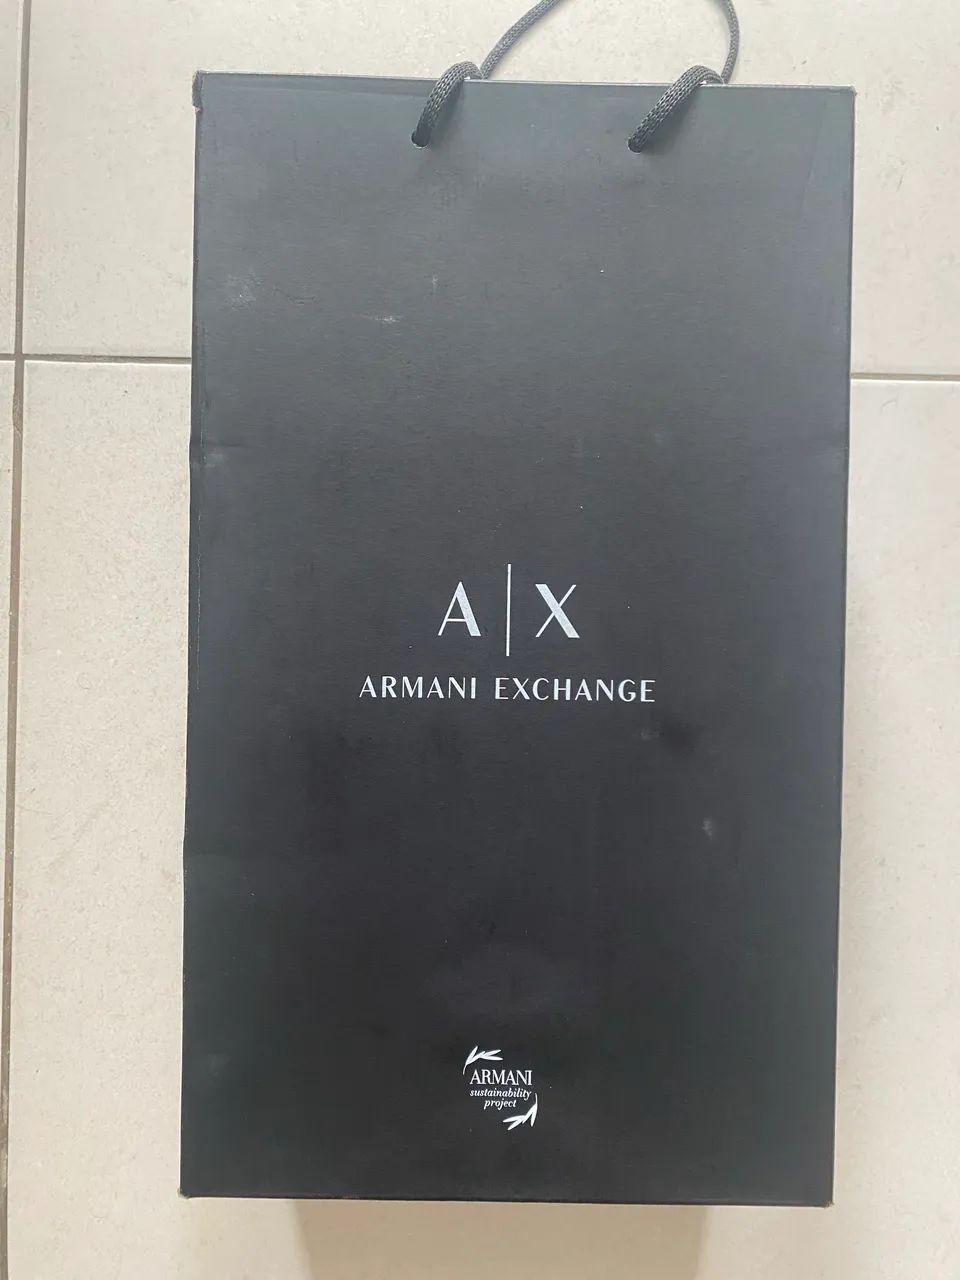 A|X
ARMANI EXCHANGE
ARMANI
sustainability
project